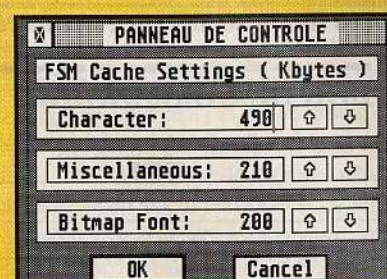 PANNEAU DE CONTROLE
FSM Cache Settings ( Kbytes )
Character: 490
Miscellaneous: 210
Bitmap Font: 200
OK Cancel